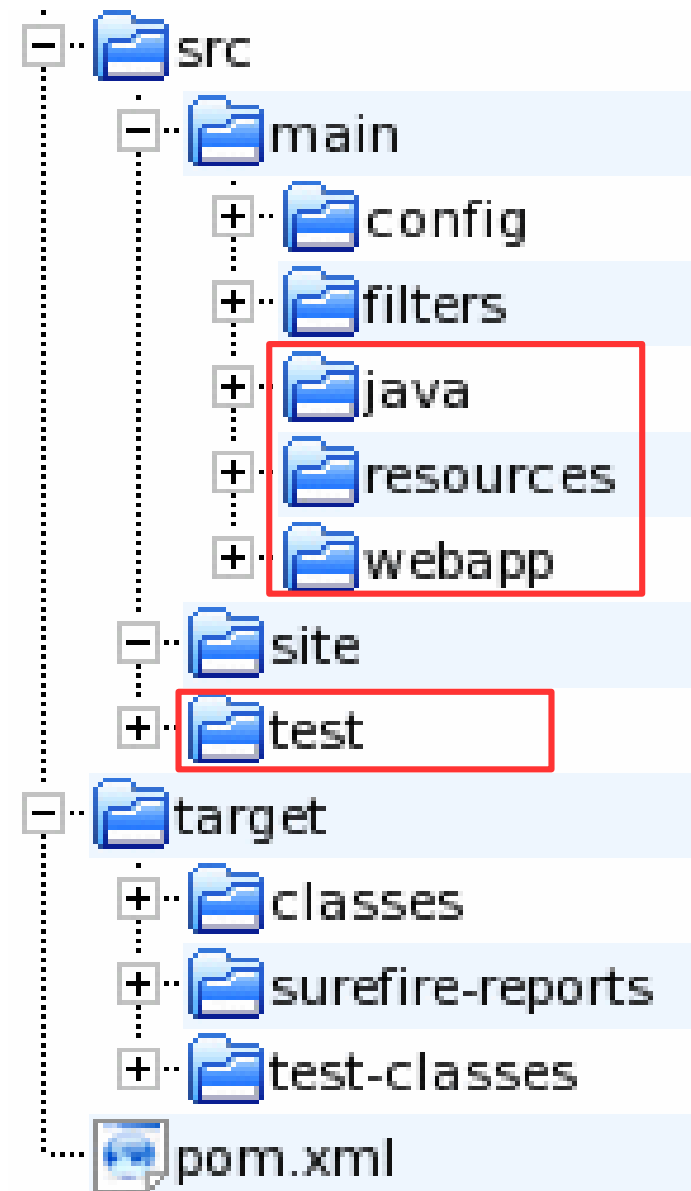 src
main
config
filters
java
resources
webapp
site
test
target
classes
surefire-reports
test-classes
pom.xml